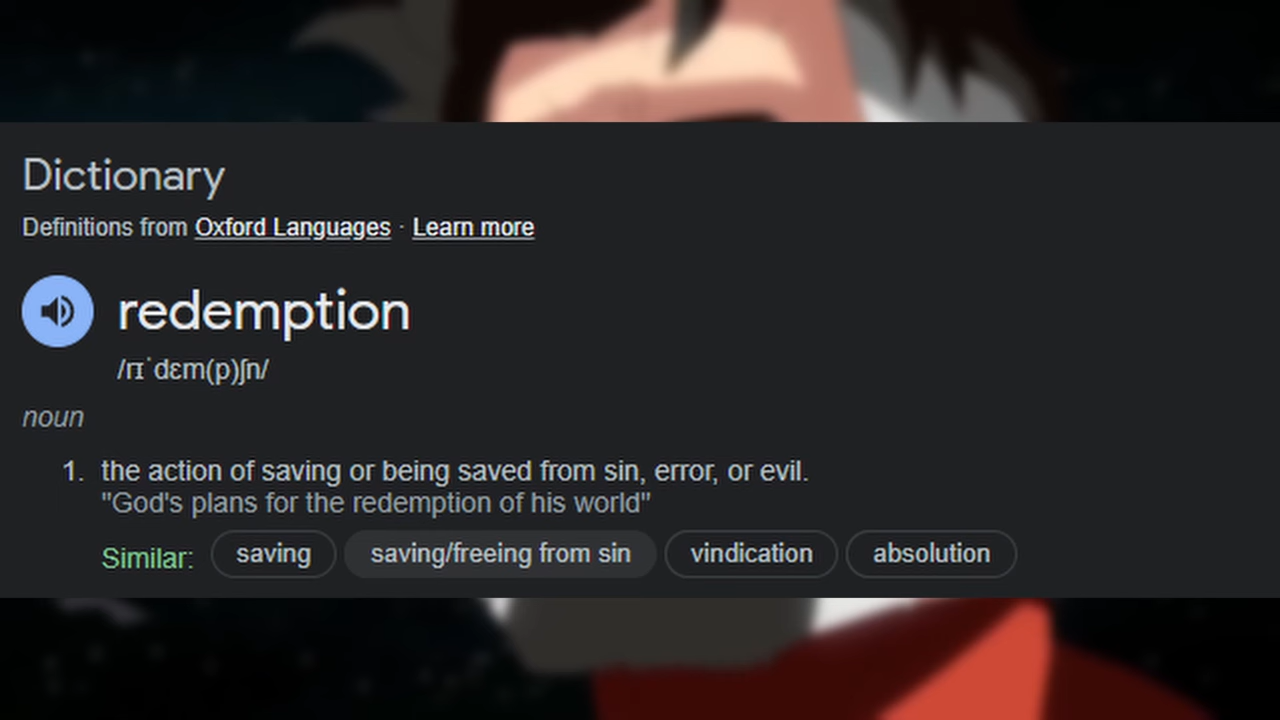 Dictionary
Definitions from Oxford Languages · Learn more
redemption
/rɪˈdɛm(p)ʃn/
noun
1. the action of saving or being saved from sin, error, or evil.
"God's plans for the redemption of his world"
Similar: saving saving/freeing from sin vindication absolution